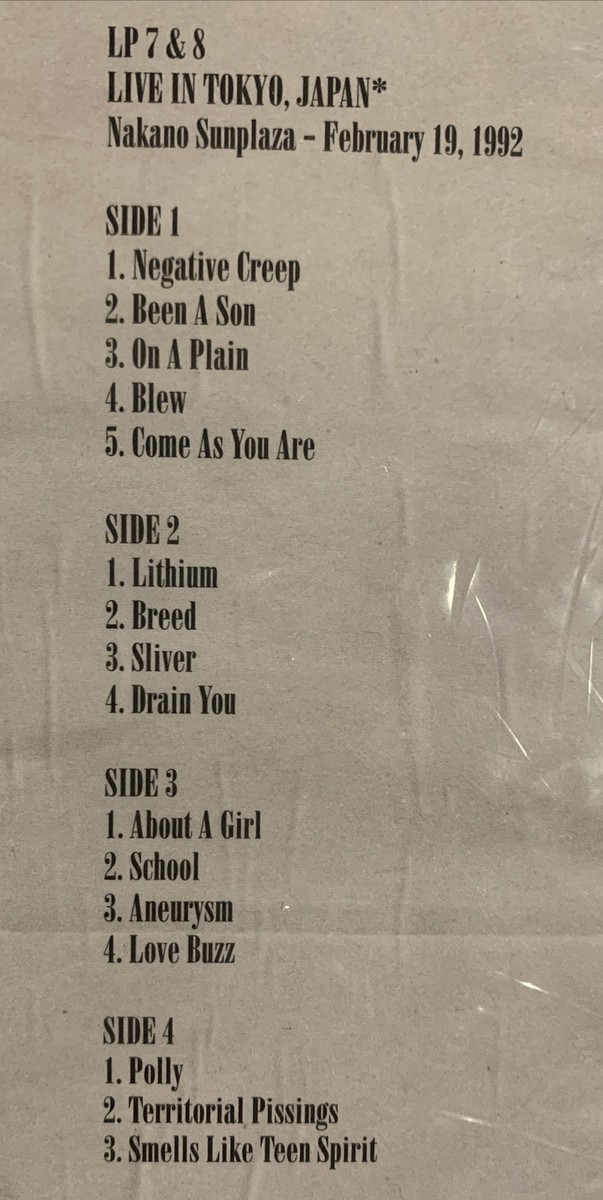 LP 7 & 8
LIVE IN TOKYO, JAPAN*
Nakano Sunplaza – February 19, 1992
SIDE 1
1. Negative Creep
2. Been A Son
3. On A Plain
4. Blew
5. Come As You Are
SIDE 2
1. Lithium
2. Breed
3. Sliver
4. Drain You
SIDE 3
1. About A Girl
2. School
3. Aneurysm
4. Love Buzz
SIDE 4
1. Polly
2. Territorial Pissings
3. Smells Like Teen Spirit